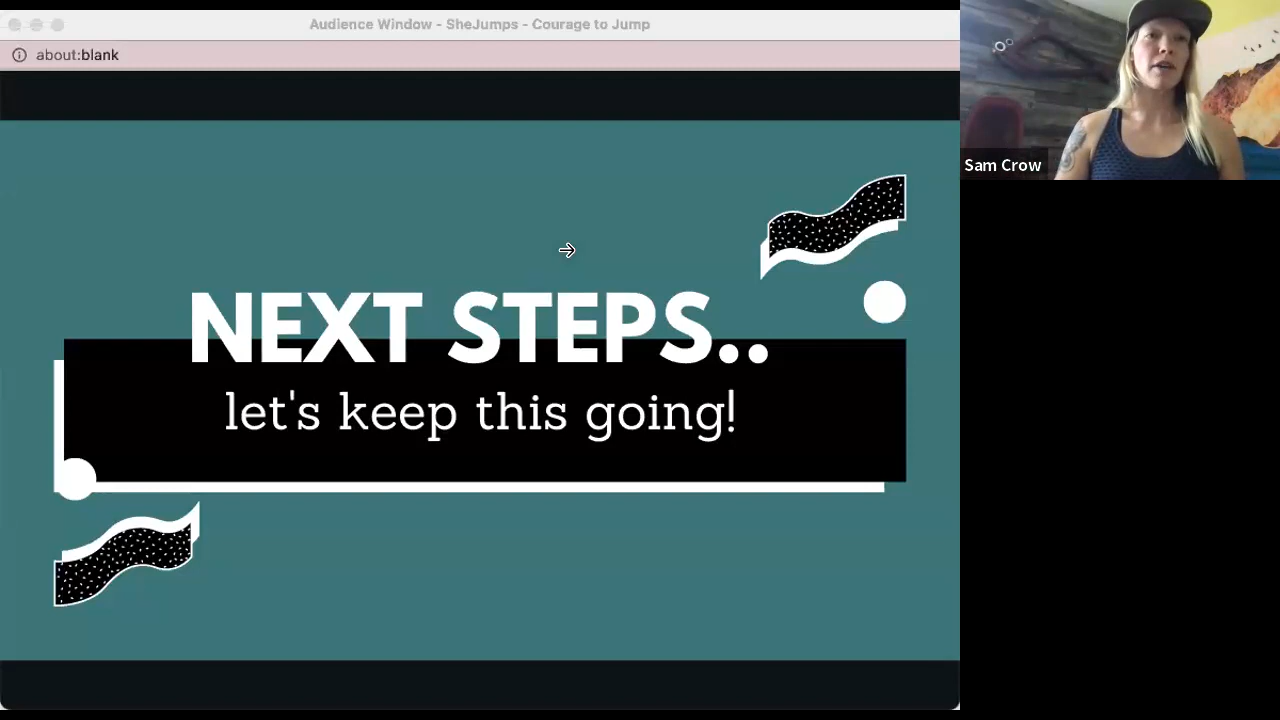 Audience Window - SheJumps - Courage to Jump
about:blank
Sam Crow
NEXT STEPS..
let's keep this going!